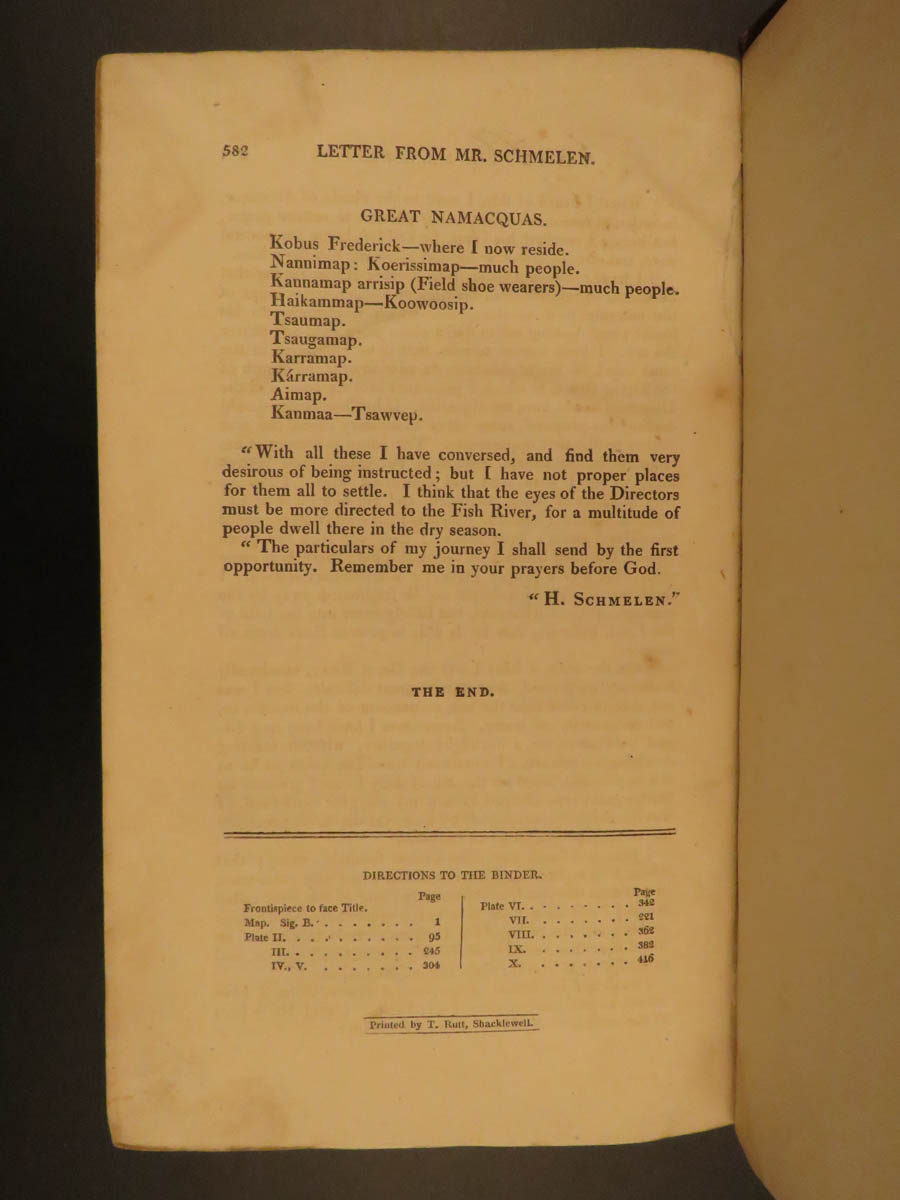 582 LETTER FROM MR. SCHMELEN.
GREAT NAMACQUAS.
Kobus Frederick—where I now reside.
Nannimap: Koerissimap—much people.
Kannamap arrisip (Field shoe wearers)—much people.
Haikammap—Koowoosip.
Tsaumap.
Tsaugamap.
Karramap.
Kárramap.
Aimap.
Kanmaa—Tsawvep.
“With all these I have conversed, and find them very
desirous of being instructed; but I have not proper places
for them all to settle. I think that the eyes of the Directors
must be more directed to the Fish River, for a multitude of
people dwell there in the dry season.
“The particulars of my journey I shall send by the first
opportunity. Remember me in your prayers before God.
“H. SCHMELEN.”
THE END.
DIRECTIONS TO THE BINDER.
Page
Frontispiece to face Title.
Map. Sig. B. . . . . . . . 1
Plate II. . . . . . . . . . 95
III. . . . . . . . . . 245
IV., V. . . . . . . . 304
Page
Plate VI. . . . . . . . . 342
VII. . . . . . . . 221
VIII. . . . . . . . 362
IX. . . . . . . . 382
X. . . . . . . . 416
Printed by T. Rutt, Shacklewell.